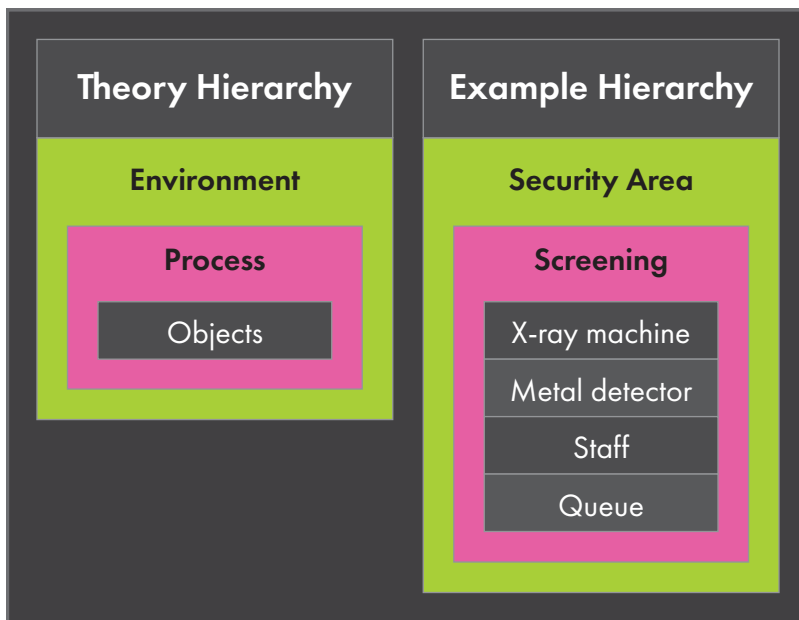 Theory Hierarchy
Environment
Process
Objects
Example Hierarchy
Security Area
Screening
X-ray machine
Metal detector
Staff
Queue